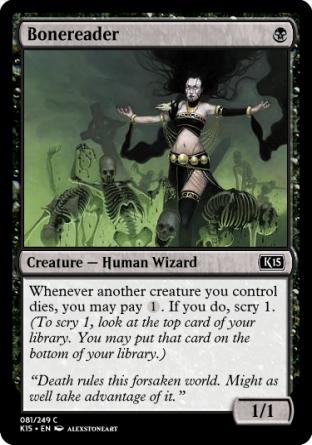 Bonereader
K15
Creature — Human Wizard
Whenever another creature you control
dies, you may pay 1. If you do, scry 1.
(To scry 1, look at the top card of your
library. You may put that card on the
bottom of your library.)
"Death rules this forsaken world. Might as
well take advantage of it."
1/1
081/249 C
K15 • EN ALEXSTONEART